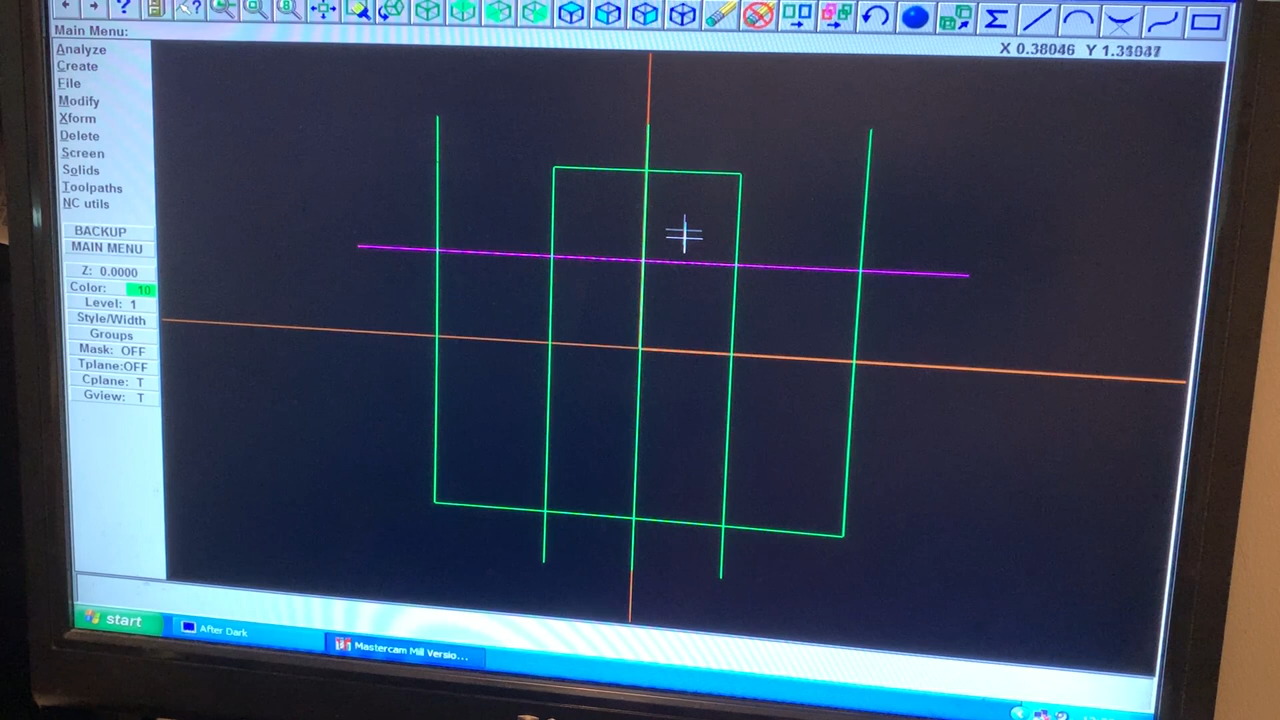 Main Menu:
X 0.38046
Analyze
Create
File
Modify
Xform
Delete
Screen
Solids
Toolpaths
NC utils
BACKUP
MAIN MENU
Z: 0.0000
Color: 10
Level: 1
Style/Width
Groups
Mask: OFF
Tplane:OFF
Cplane: T
Gview: T
start
After Dark
Mastercam Mill Versio...